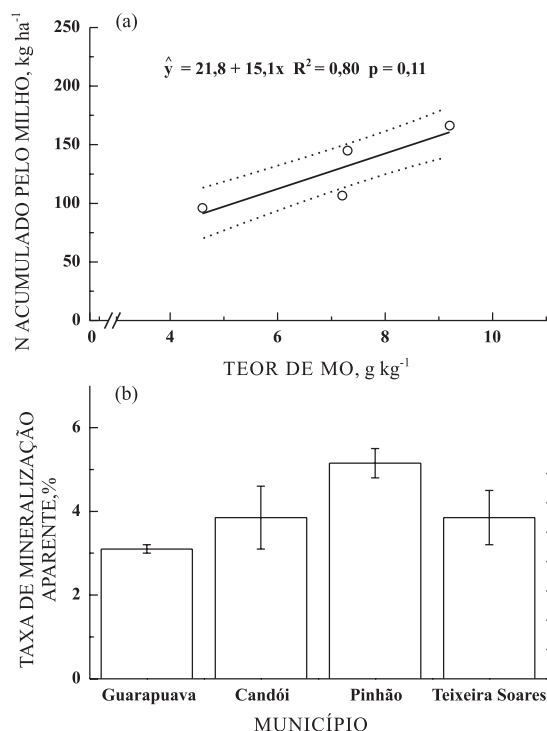 (a)
ŷ = 21,8 + 15,1x R² = 0,80 p = 0,11
N ACUMULADO PELO MILHO, kg ha⁻¹
250
200
150
100
50
0
0 4 6 8 10
TEOR DE MO, g kg⁻¹
(b)
TAXA DE MINERALIZAÇÃO
APARENTE,%
6
4
2
0
Guarapuava Candói Pinhão Teixeira Soares
MUNICÍPIO